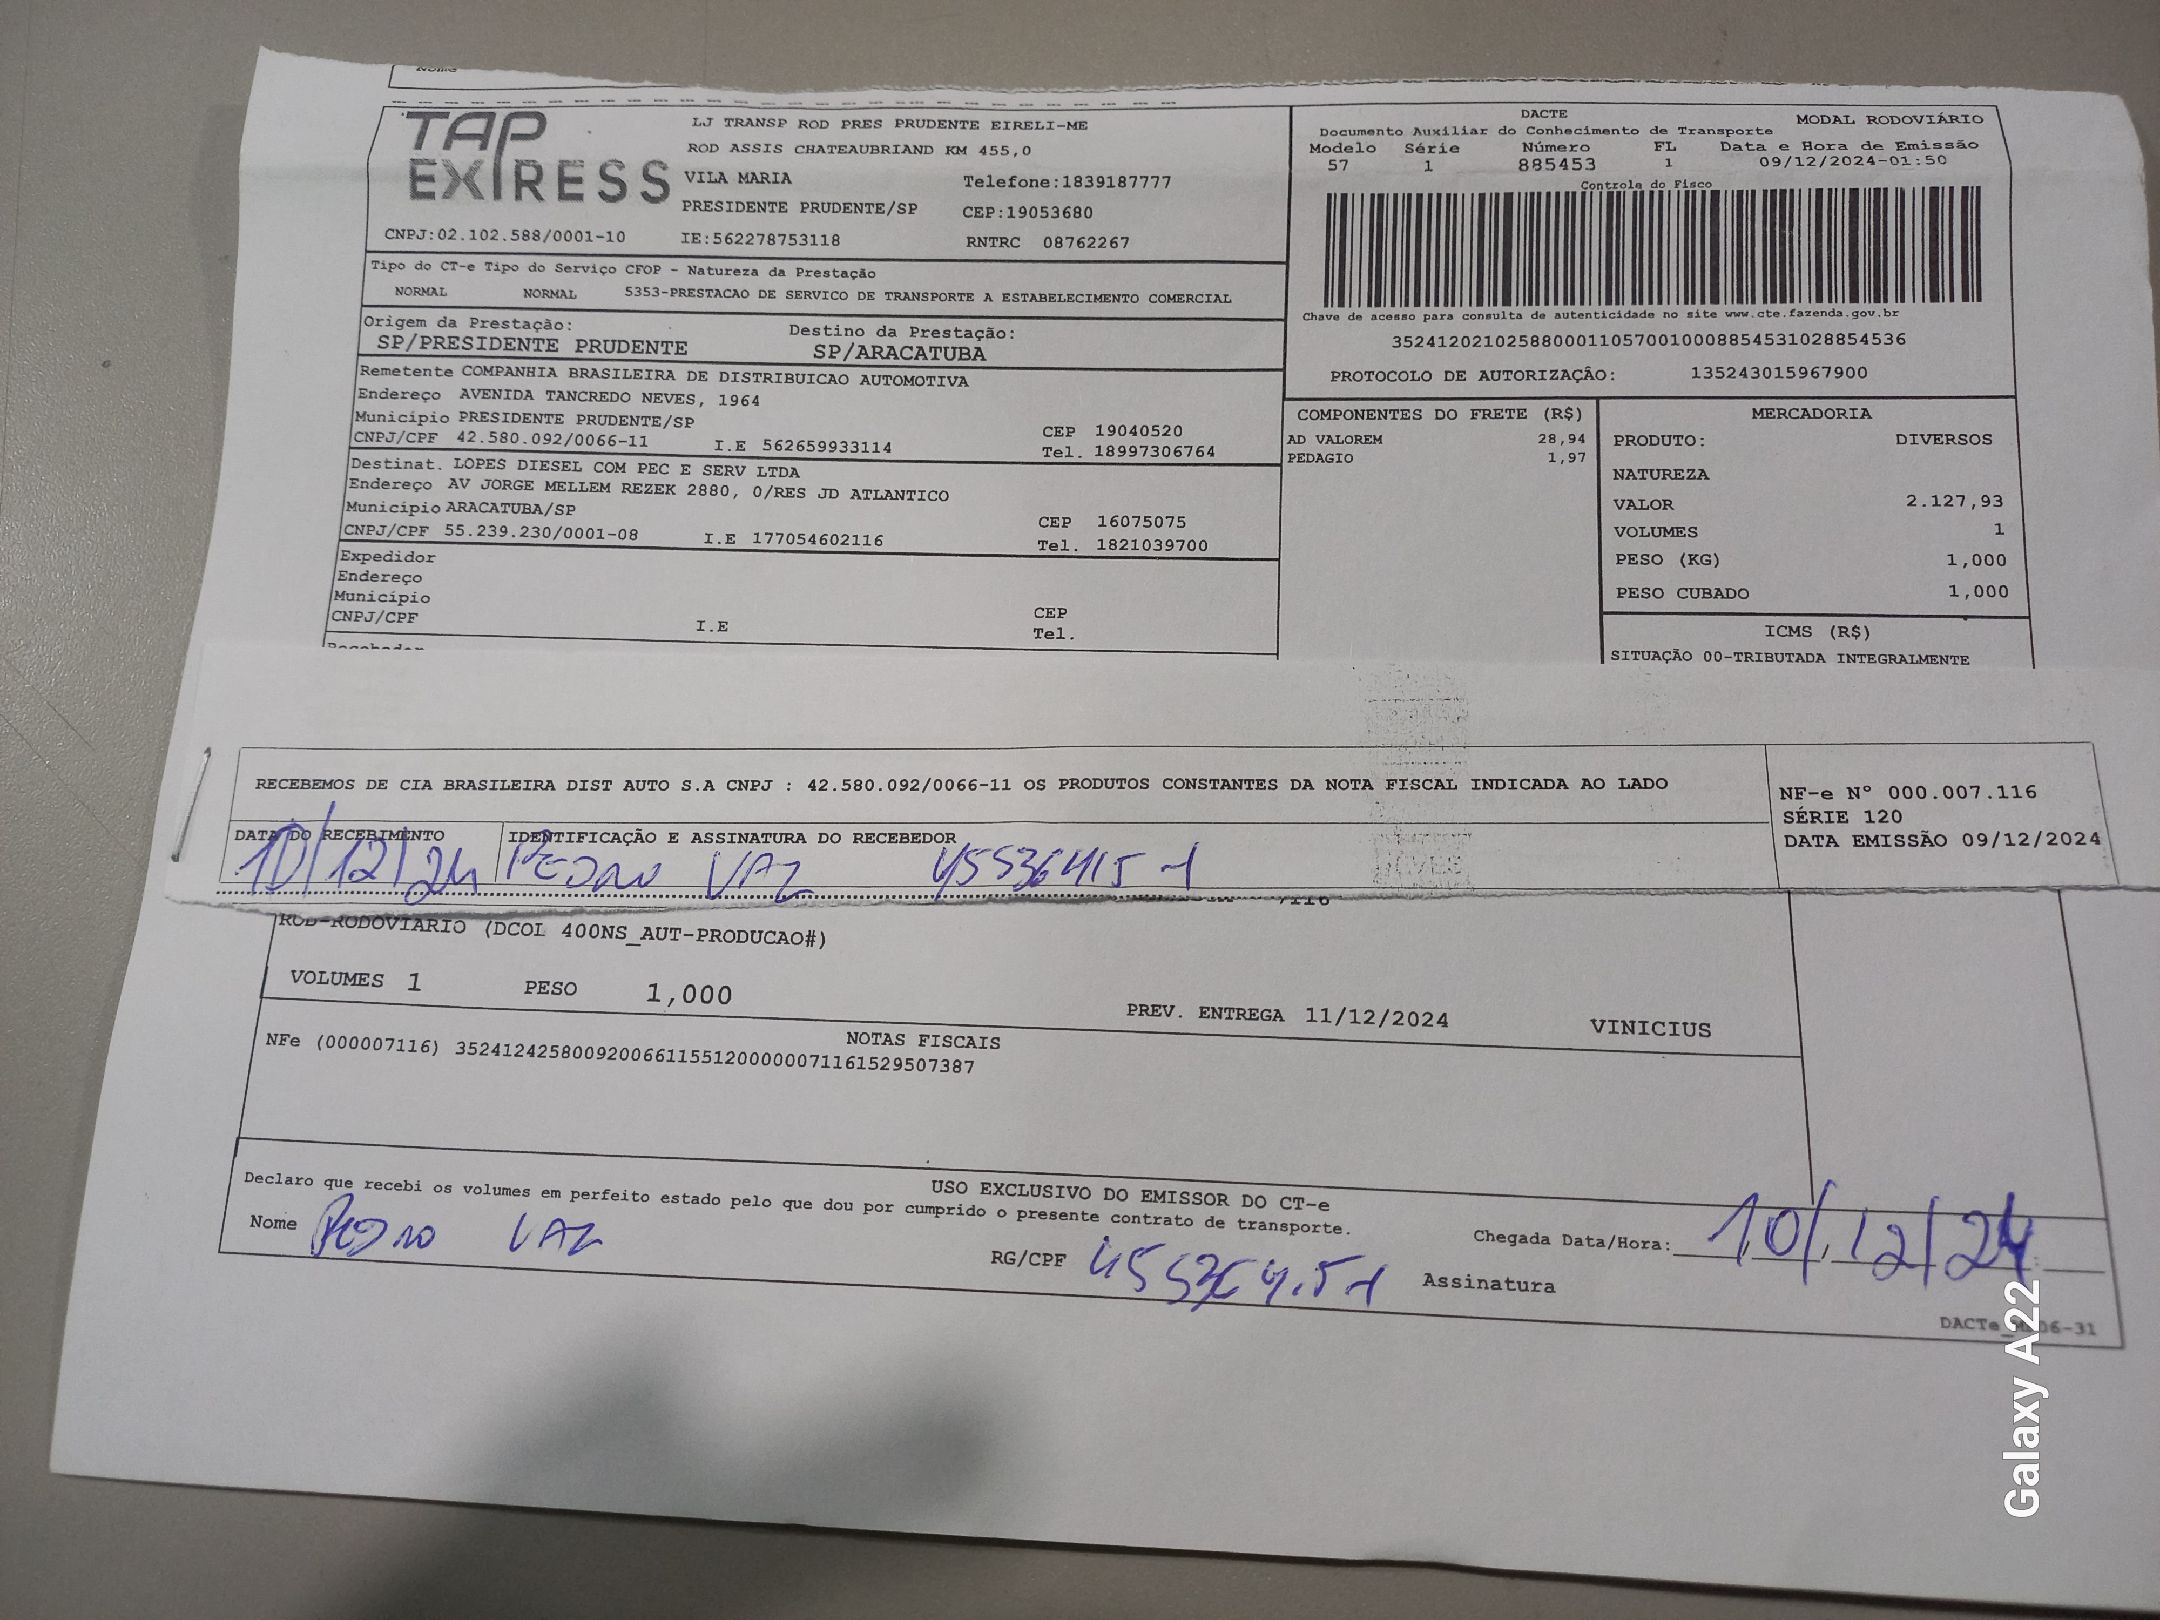 TAP
EXPRESS
LJ TRANSP ROD PRES PRUDENTE EIRELI-ME
ROD ASSIS CHATEAUBRIAND KM 455,0
VILA MARIA Telefone:1839187777
PRESIDENTE PRUDENTE/SP CEP:19053680
CNPJ:02.102.588/0001-10 IE:562278753118 RNTRC 08762267
DACTE MODAL RODOVIÁRIO
Documento Auxiliar do Conhecimento de Transporte
Modelo Série Número FL Data e Hora de Emissão
57 1 885453 1 09/12/2024-01:50
Controle do Fisco
Chave de acesso para consulta de autenticidade no site www.cte.fazenda.gov.br
35241202102588000110570010008854531028854536
PROTOCOLO DE AUTORIZAÇÃO: 135243015967900
Tipo do CT-e Tipo do Serviço CFOP - Natureza da Prestação
NORMAL NORMAL 5353-PRESTACAO DE SERVICO DE TRANSPORTE A ESTABELECIMENTO COMERCIAL
Origem da Prestação: Destino da Prestação:
SP/PRESIDENTE PRUDENTE SP/ARACATUBA
Remetente COMPANHIA BRASILEIRA DE DISTRIBUICAO AUTOMOTIVA
Endereço AVENIDA TANCREDO NEVES, 1964
Município PRESIDENTE PRUDENTE/SP CEP 19040520
CNPJ/CPF 42.580.092/0066-11 I.E 562659933114 Tel. 18997306764
Destinat. LOPES DIESEL COM PEC E SERV LTDA
Endereço AV JORGE MELLEM REZEK 2880, 0/RES JD ATLANTICO
Município ARACATUBA/SP CEP 16075075
CNPJ/CPF 55.239.230/0001-08 I.E 177054602116 Tel. 1821039700
Expedidor
Endereço
Município CEP
CNPJ/CPF I.E Tel.
COMPONENTES DO FRETE (R$)
AD VALOREM 28,94
PEDAGIO 1,97
MERCADORIA
PRODUTO: DIVERSOS
NATUREZA
VALOR 2.127,93
VOLUMES 1
PESO (KG) 1,000
PESO CUBADO 1,000
ICMS (R$)
SITUAÇÃO 00-TRIBUTADA INTEGRALMENTE
RECEBEMOS DE CIA BRASILEIRA DIST AUTO S.A CNPJ : 42.580.092/0066-11 OS PRODUTOS CONSTANTES DA NOTA FISCAL INDICADA AO LADO
NF-e N° 000.007.116
SÉRIE 120
DATA EMISSÃO 09/12/2024
DATA DO RECEBIMENTO IDENTIFICAÇÃO E ASSINATURA DO RECEBEDOR
10/12/24 PEDRO VAZ 45536415-1
ROD-RODOVIARIO (DCOL 400NS_AUT-PRODUCAO#)
VOLUMES 1 PESO 1,000 PREV. ENTREGA 11/12/2024 VINICIUS
NOTAS FISCAIS
NFe (000007116) 35241242580092006611551200000071161529507387
USO EXCLUSIVO DO EMISSOR DO CT-e
Declaro que recebi os volumes em perfeito estado pelo que dou por cumprido o presente contrato de transporte.
Nome PEDRO VAZ RG/CPF Assinatura Chegada Data/Hora: 10/12/24
Galaxy A22